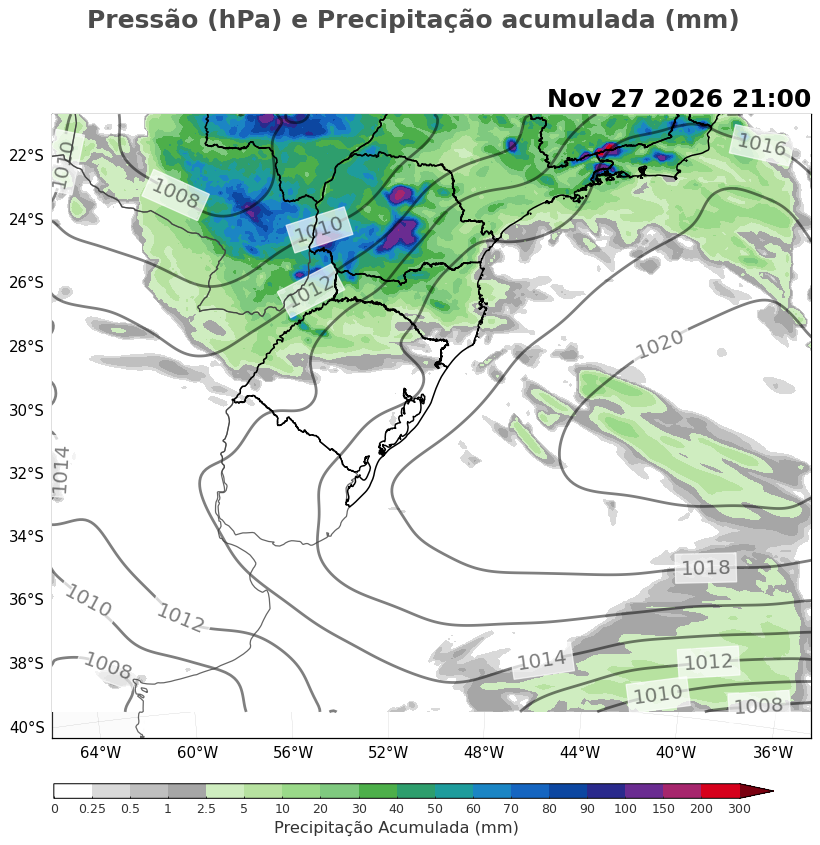 Pressão (hPa) e Precipitação acumulada (mm)
Nov 27 2026 21:00
22°S
24°S
26°S
28°S
30°S
32°S
34°S
36°S
38°S
40°S
1010
1008
1010
1012
1016
1020
1014
1018
1010
1012
1008
1014
1012
1010
1008
64°W
60°W
56°W
52°W
48°W
44°W
40°W
36°W
0 0.25 0.5 1 2.5 5 10 20 30 40 50 60 70 80 90 100 150 200 300
Precipitação Acumulada (mm)